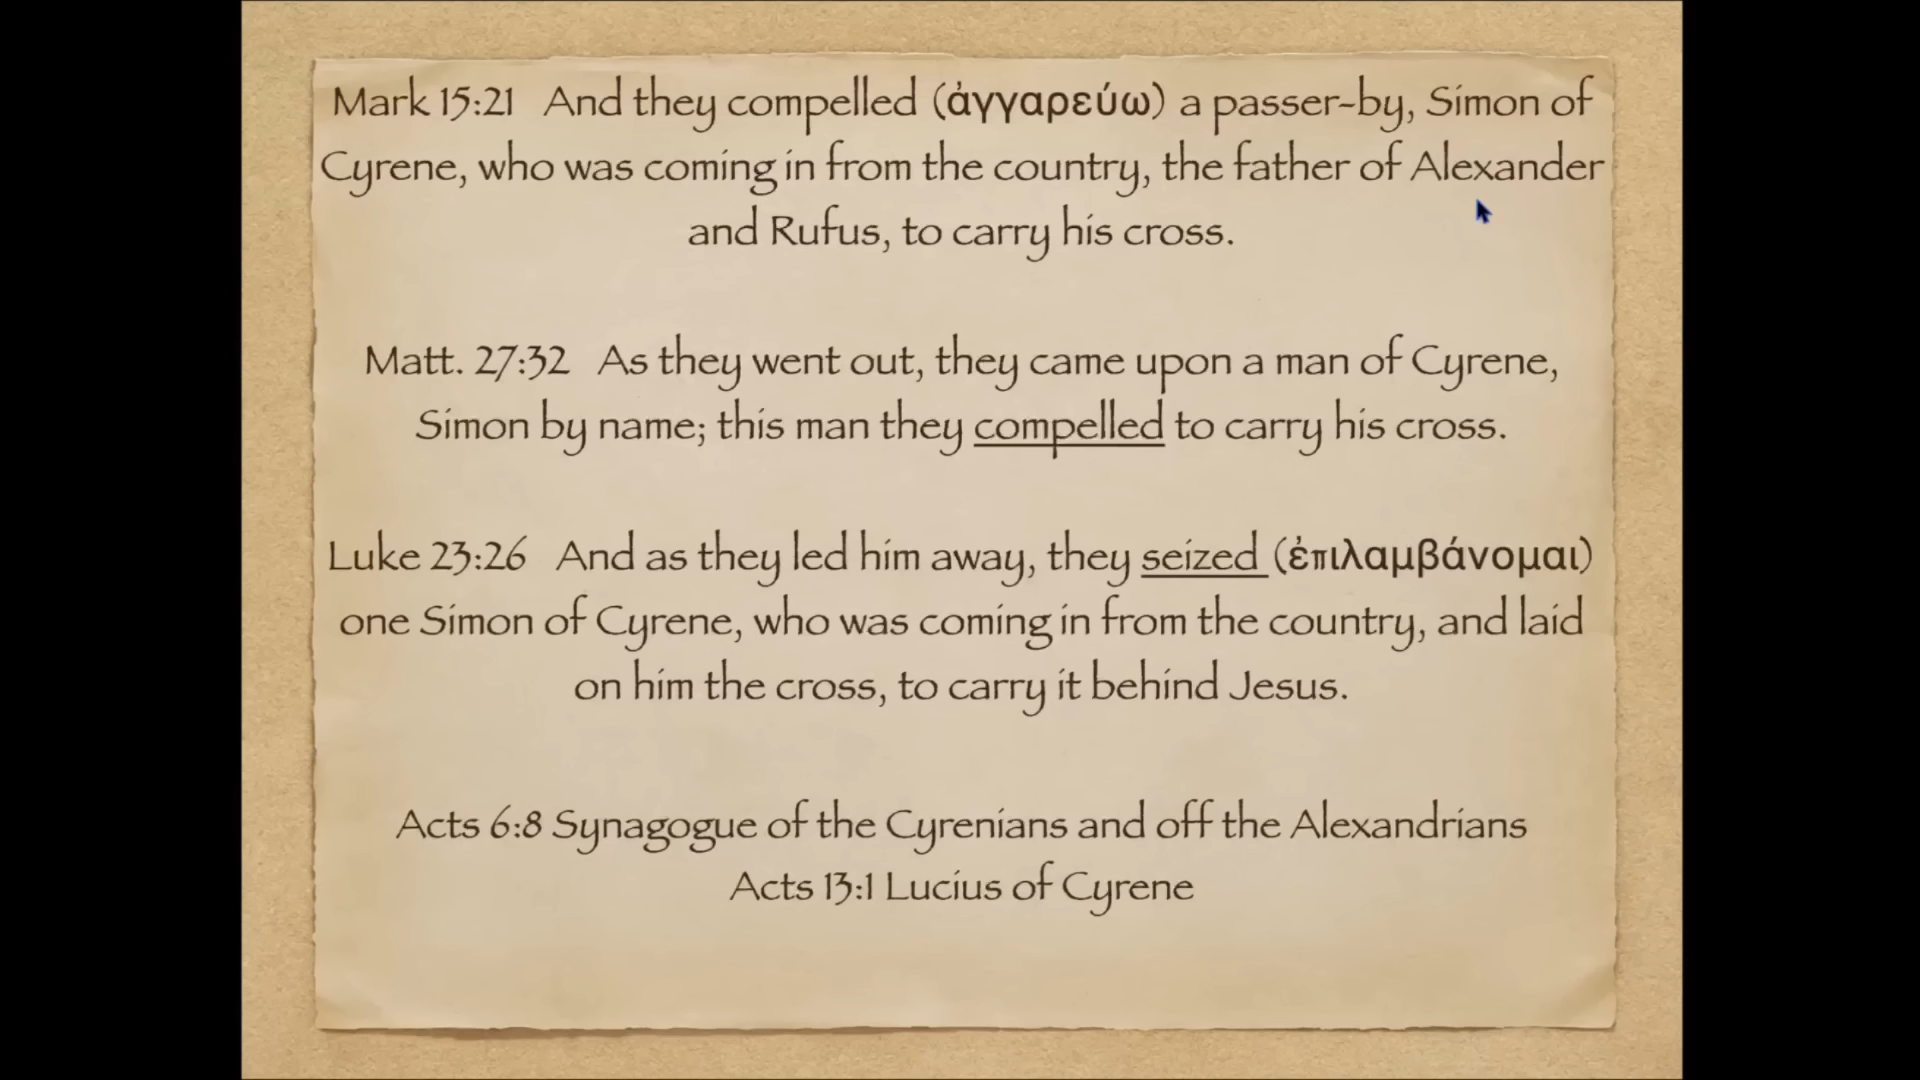 Mark 15:21 And they compelled (ἀγγαρεύω) a passer-by, Simon of
Cyrene, who was coming in from the country, the father of Alexander
and Rufus, to carry his cross.
Matt. 27:32 As they went out, they came upon a man of Cyrene,
Simon by name; this man they compelled to carry his cross.
Luke 23:26 And as they led him away, they seized (ἐπιλαμβάνομαι)
one Simon of Cyrene, who was coming in from the country, and laid
on him the cross, to carry it behind Jesus.
Acts 6:8 Synagogue of the Cyrenians and off the Alexandrians
Acts 13:1 Lucius of Cyrene